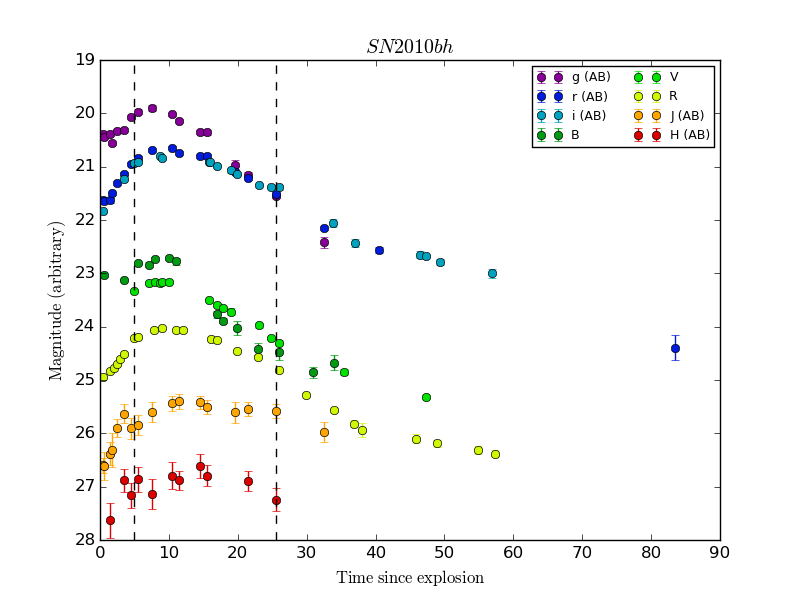 SN2010bh
g (AB) V
r (AB) R
i (AB) J (AB)
B H (AB)
19
20
21
22
23
24
25
26
27
28
Magnitude (arbitrary)
0 10 20 30 40 50 60 70 80 90
Time since explosion